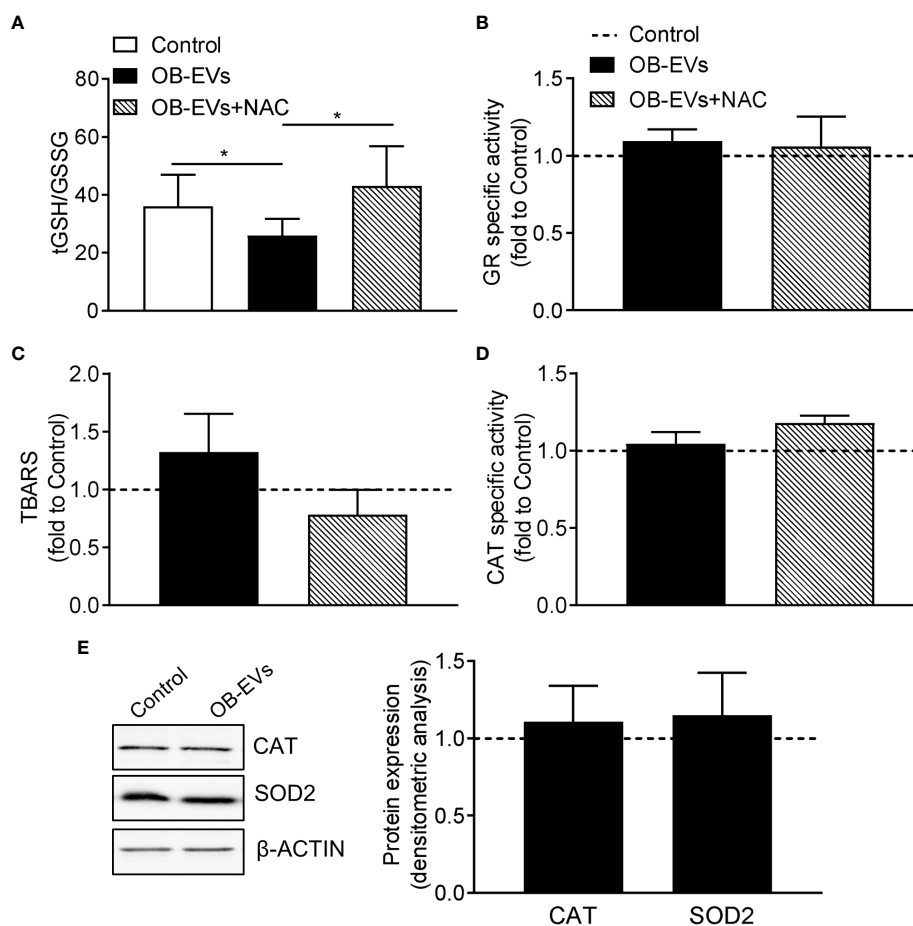 A
Control
OB-EVs
OB-EVs+NAC
80
60
40
20
0
tGSH/GSSG
*
*
B
Control
OB-EVs
OB-EVs+NAC
1.5
1.0
0.5
0.0
GR specific activity
(fold to Control)
C
2.0
1.5
1.0
0.5
0.0
TBARS
(fold to Control)
D
1.5
1.0
0.5
0.0
CAT specific activity
(fold to Control)
E
Control
OB-EVs
CAT
SOD2
β-ACTIN
1.5
1.0
0.5
0.0
Protein expression
(densitometric analysis)
CAT
SOD2